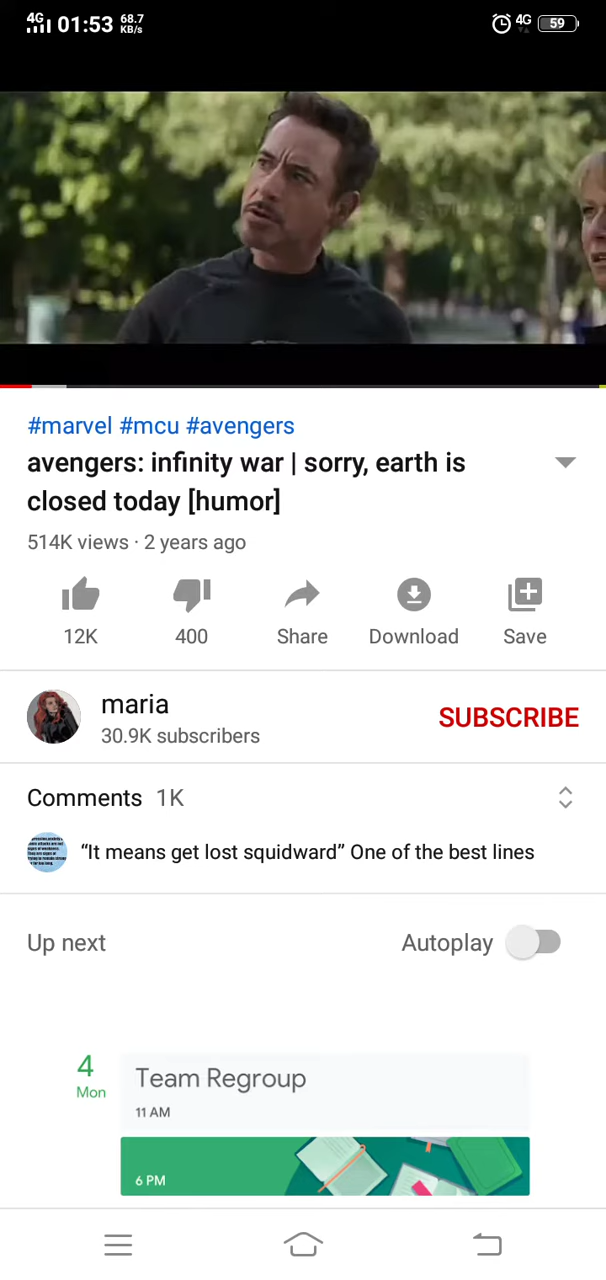 4G 01:53 68.7 KB/s 4G 59
#marvel #mcu #avengers
avengers: infinity war | sorry, earth is
closed today [humor]
514K views · 2 years ago
12K 400 Share Download Save
maria
30.9K subscribers
SUBSCRIBE
Comments 1K
“It means get lost squidward” One of the best lines
Up next Autoplay
4
Mon
Team Regroup
11 AM
6 PM